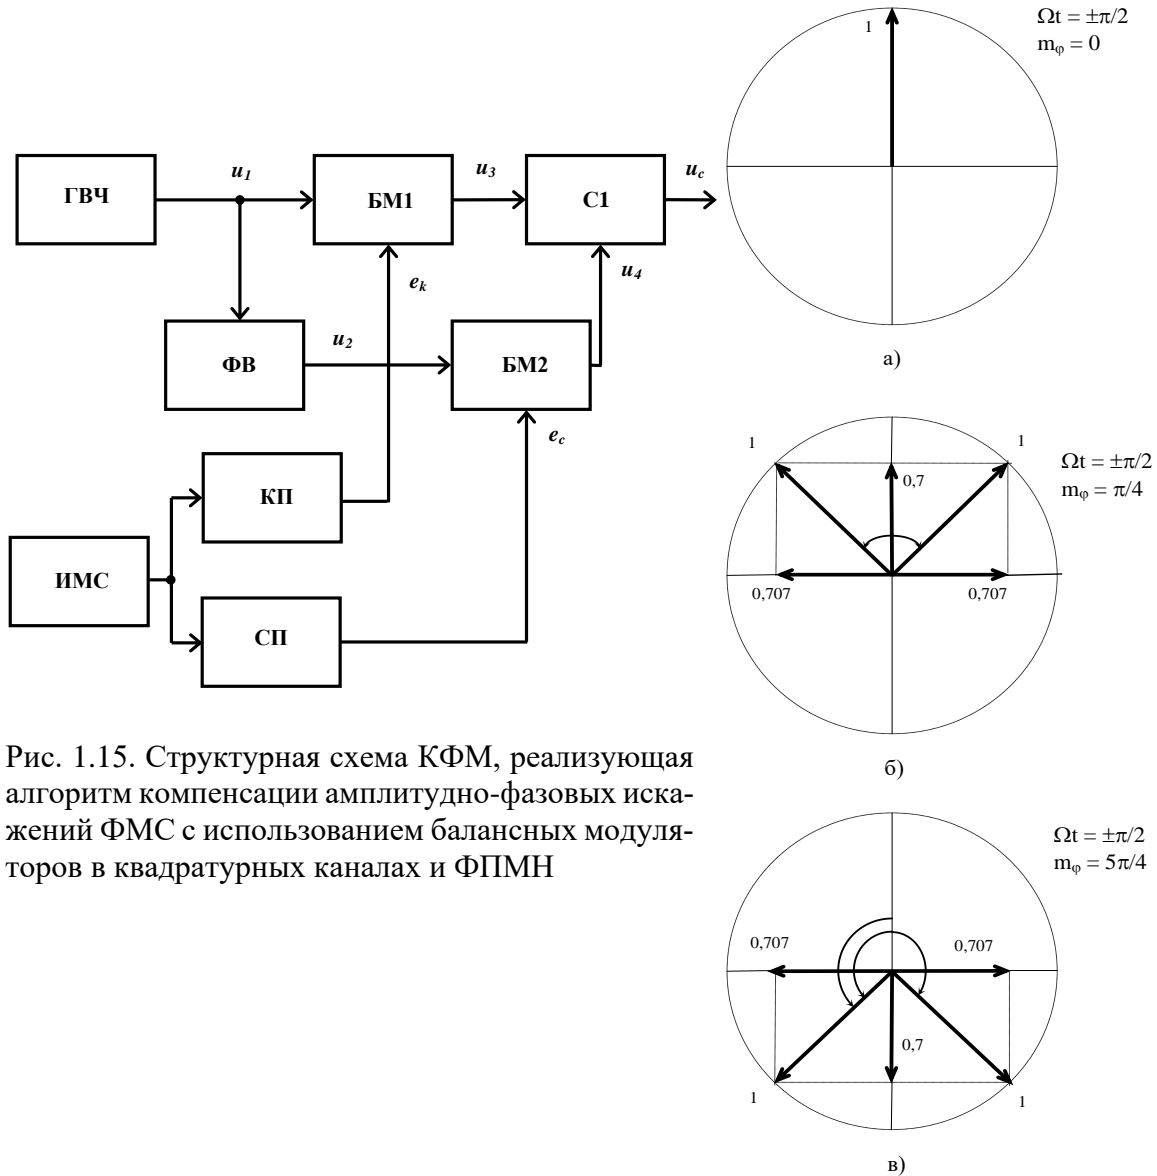 ГВЧ
u1
БМ1
u3
С1
uc
ek
u4
ФВ
u2
БМ2
ec
КП
ИМС
СП
Рис. 1.15. Структурная схема КФМ, реализующая
алгоритм компенсации амплитудно-фазовых иска-
жений ФМС с использованием балансных модуля-
торов в квадратурных каналах и ФПМН
1
Ωt = ±π/2
mφ = 0
а)
1
1
Ωt = ±π/2
mφ = π/4
0,7
0,707
0,707
б)
Ωt = ±π/2
mφ = 5π/4
0,707
0,707
0,7
1
1
в)